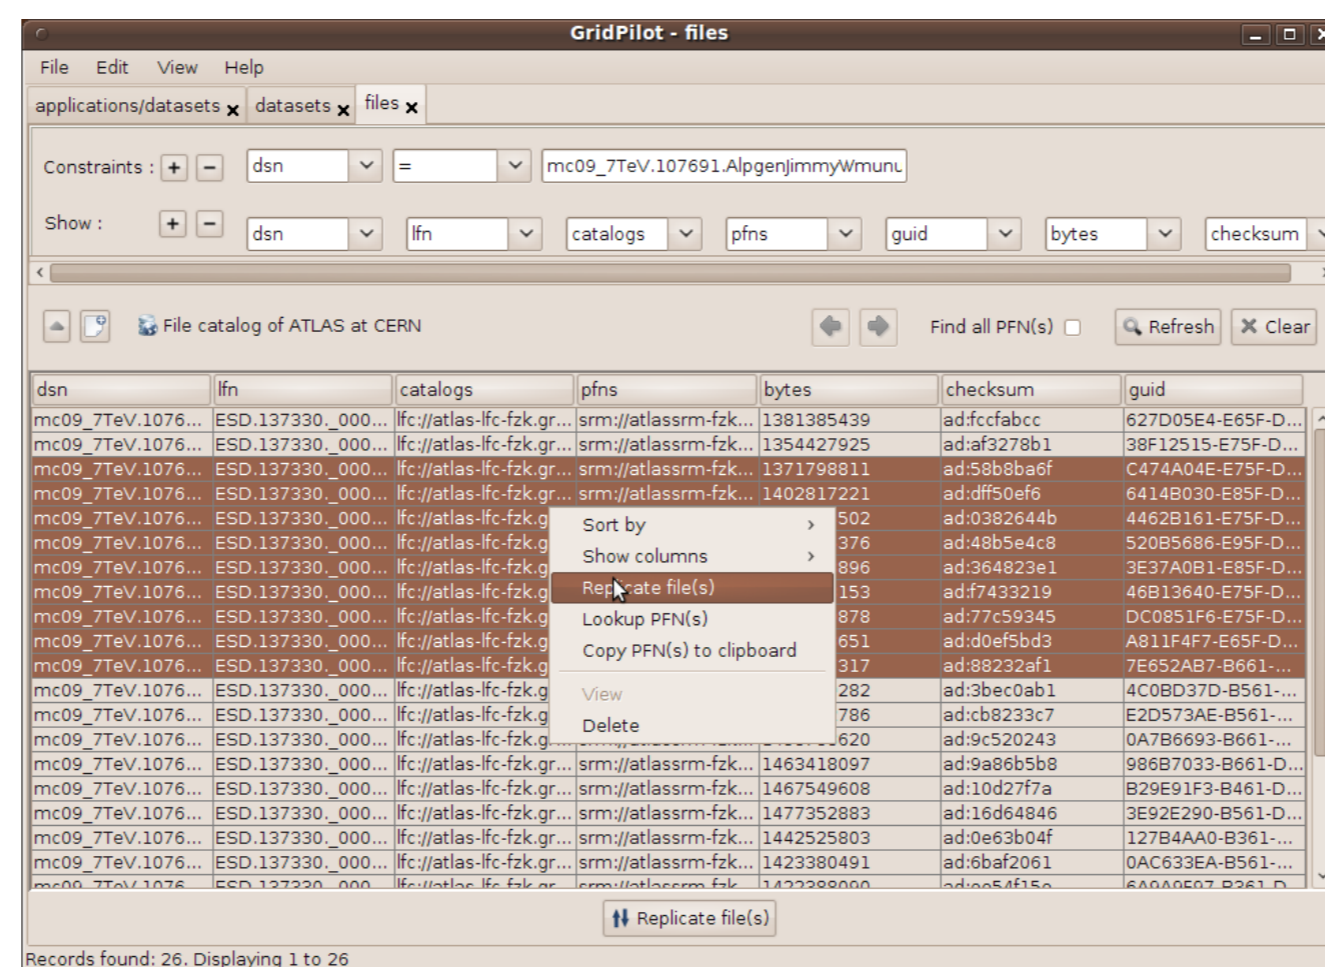 GridPilot - files
File Edit View Help
applications/datasets datasets files
Constraints : + − dsn = mc09_7TeV.107691.AlpgenJimmyWmunu
Show : + − dsn lfn catalogs pfns guid bytes checksum
File catalog of ATLAS at CERN Find all PFN(s) Refresh Clear
dsn lfn catalogs pfns bytes checksum guid
mc09_7TeV.1076... ESD.137330._000... lfc://atlas-lfc-fzk.gr... srm://atlassrm-fzk... 1381385439 ad:fccfabcc 627D05E4-E65F-D...
mc09_7TeV.1076... ESD.137330._000... lfc://atlas-lfc-fzk.gr... srm://atlassrm-fzk... 1354427925 ad:af3278b1 38F12515-E75F-D...
mc09_7TeV.1076... ESD.137330._000... lfc://atlas-lfc-fzk.gr... srm://atlassrm-fzk... 1371798811 ad:58b8ba6f C474A04E-E75F-D...
mc09_7TeV.1076... ESD.137330._000... lfc://atlas-lfc-fzk.gr... srm://atlassrm-fzk... 1402817221 ad:dff50ef6 6414B030-E85F-D...
mc09_7TeV.1076... ESD.137330._000... lfc://atlas-lfc-fzk.g 502 ad:0382644b 4462B161-E75F-D...
mc09_7TeV.1076... ESD.137330._000... lfc://atlas-lfc-fzk.g 376 ad:48b5e4c8 520B5686-E95F-D...
mc09_7TeV.1076... ESD.137330._000... lfc://atlas-lfc-fzk.g 896 ad:364823e1 3E37A0B1-E85F-D...
mc09_7TeV.1076... ESD.137330._000... lfc://atlas-lfc-fzk.g 153 ad:f7433219 46B13640-E75F-D...
mc09_7TeV.1076... ESD.137330._000... lfc://atlas-lfc-fzk.g 878 ad:77c59345 DC0851F6-E75F-D...
mc09_7TeV.1076... ESD.137330._000... lfc://atlas-lfc-fzk.g 651 ad:d0ef5bd3 A811F4F7-E65F-D...
mc09_7TeV.1076... ESD.137330._000... lfc://atlas-lfc-fzk.g 317 ad:88232af1 7E652AB7-B661-...
mc09_7TeV.1076... ESD.137330._000... lfc://atlas-lfc-fzk.g 282 ad:3bec0ab1 4C0BD37D-B561-...
mc09_7TeV.1076... ESD.137330._000... lfc://atlas-lfc-fzk.g 786 ad:cb8233c7 E2D573AE-B561-...
mc09_7TeV.1076... ESD.137330._000... lfc://atlas-lfc-fzk.g 620 ad:9c520243 0A7B6693-B661-...
Sort by
Show columns
Replicate file(s)
Lookup PFN(s)
Copy PFN(s) to clipboard
View
Delete
mc09_7TeV.1076... ESD.137330._000... lfc://atlas-lfc-fzk.gr... srm://atlassrm-fzk... 1463418097 ad:9a86b5b8 986B7033-B661-D...
mc09_7TeV.1076... ESD.137330._000... lfc://atlas-lfc-fzk.gr... srm://atlassrm-fzk... 1467549608 ad:10d27f7a B29E91F3-B461-D...
mc09_7TeV.1076... ESD.137330._000... lfc://atlas-lfc-fzk.gr... srm://atlassrm-fzk... 1477352883 ad:16d64846 3E92E290-B561-D...
mc09_7TeV.1076... ESD.137330._000... lfc://atlas-lfc-fzk.gr... srm://atlassrm-fzk... 1442525803 ad:0e63b04f 127B4AA0-B361-...
mc09_7TeV.1076... ESD.137330._000... lfc://atlas-lfc-fzk.gr... srm://atlassrm-fzk... 1423380491 ad:6baf2061 0AC633EA-B561-...
Replicate file(s)
Records found: 26. Displaying 1 to 26